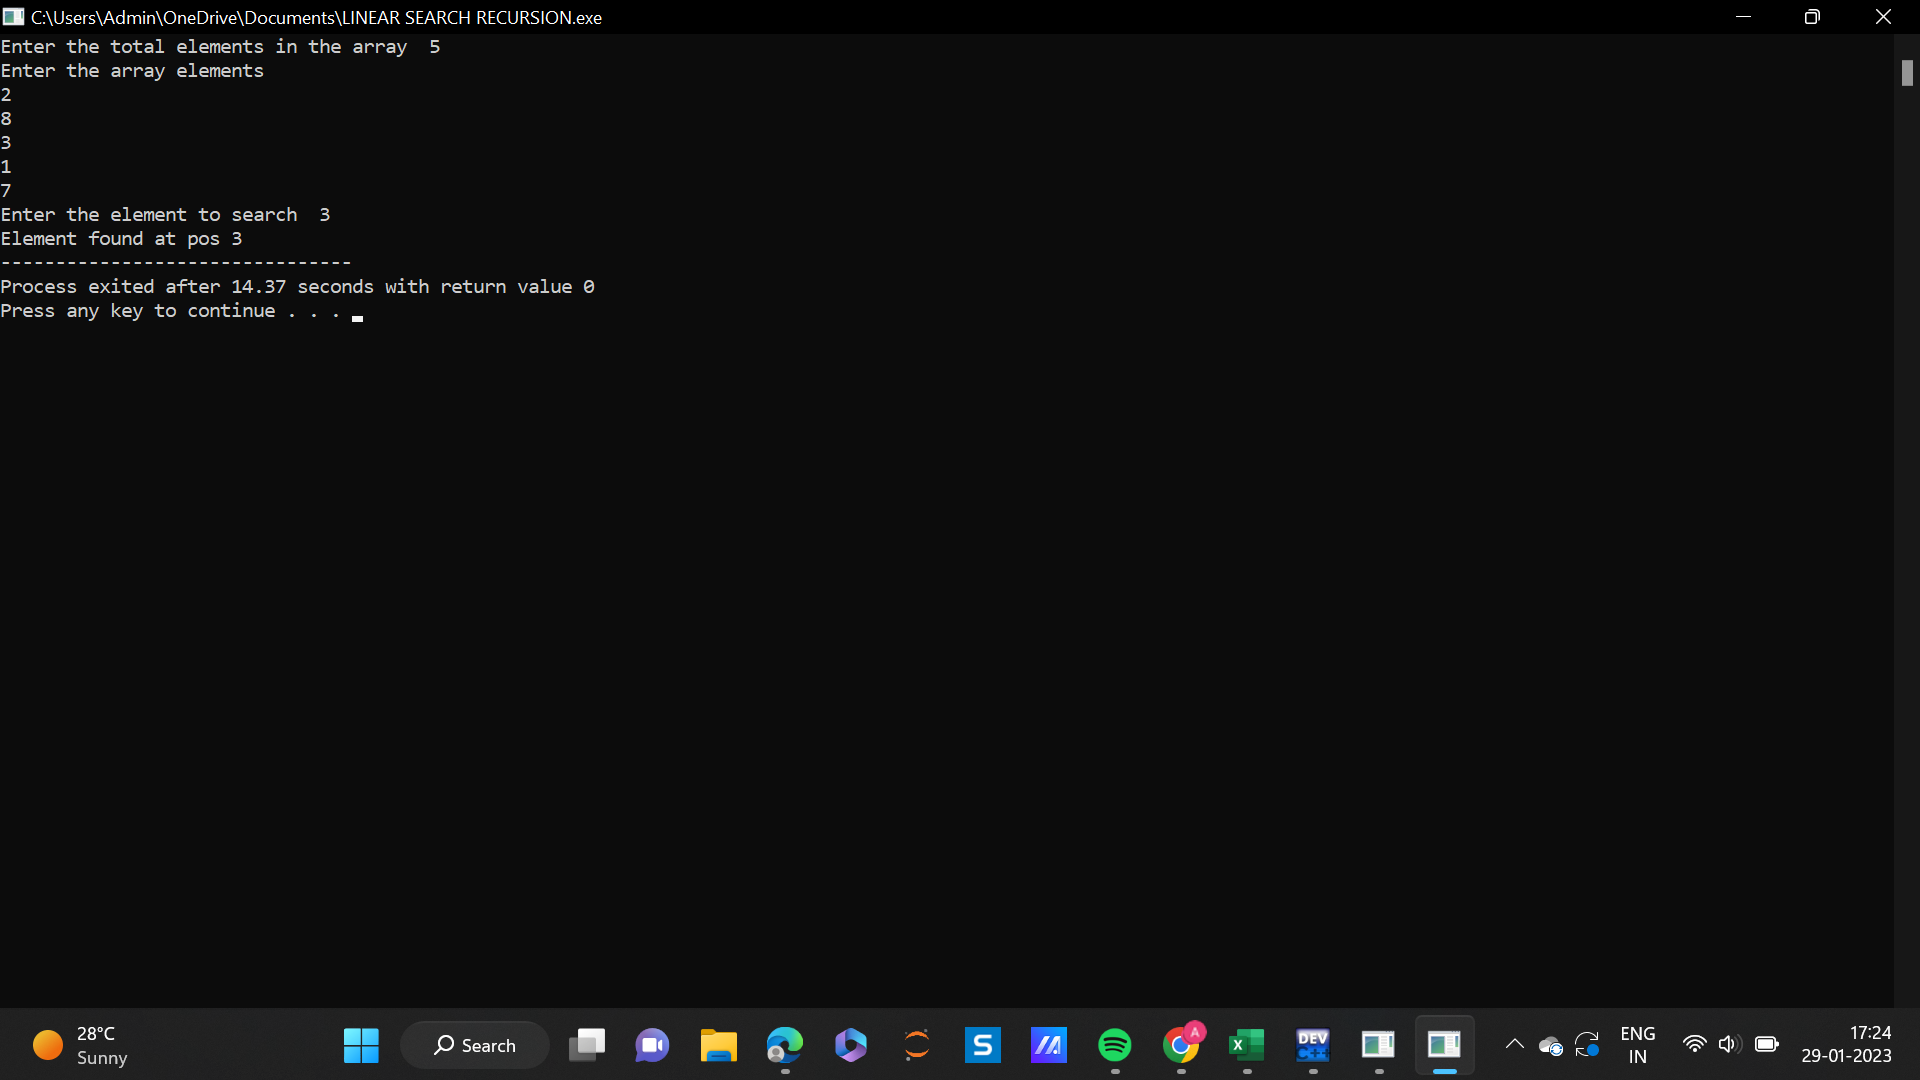 C:\Users\Admin\OneDrive\Documents\LINEAR SEARCH RECURSION.exe
Enter the total elements in the array  5
Enter the array elements
2
8
3
1
7
Enter the element to search  3
Element found at pos 3
--------------------------------
Process exited after 14.37 seconds with return value 0
Press any key to continue . . .
28°C
Sunny
Search
S
A
X
DEV
C++
ENG
IN
17:24
29-01-2023